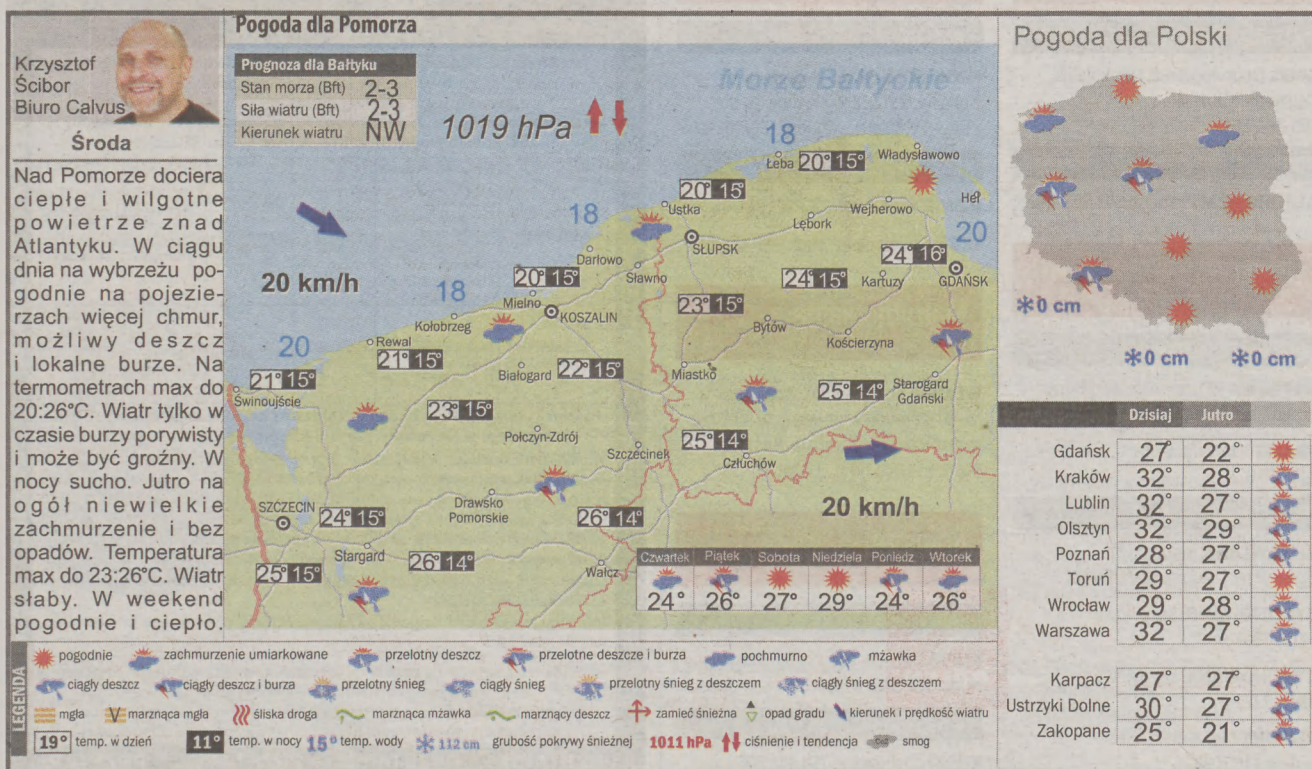 Krzysztof
Ścibor
Biuro Calvus
Środa
Nad Pomorze dociera
ciepłe i wilgotne
powietrze znad
Atlantyku. W ciągu
dnia na wybrzeżu po-
godnie na pojezie-
rzach więcej chmur,
możliwy deszcz
i lokalne burze. Na
termometrach max do
20:26°C. Wiatr tylko w
czasie burzy porywisty
i może być groźny. W
nocy sucho. Jutro na
ogół niewielkie
zachmurzenie i bez
opadów. Temperatura
max do 23:26°C. Wiatr
słaby. W weekend
pogodnie i ciepło.
Pogoda dla Pomorza
Prognoza dla Bałtyku
Stan morza (Bft) 2-3
Siła wiatru (Bft) 2-3
Kierunek wiatru NW
1019 hPa
Morze Bałtyckie
18
Łeba 20° 15°
Władysławowo
Hel
20° 15°
Ustka
Lębork
Wejherowo
20
18
SŁUPSK
Darłowo
Sławno
24° 16°
GDAŃSK
20 km/h
20° 15°
Mielno
24° 15°
Kartuzy
18
Kołobrzeg
KOSZALIN
23° 15°
Bytów
Kościerzyna
20
Rewal
21° 15°
Białogard
22° 15°
Miastko
21° 15°
Świnoujście
25° 14°
Starogard
Gdański
23° 15°
Połczyn-Zdrój
25° 14°
Szczecinek
Człuchów
SZCZECIN
24° 15°
Drawsko
Pomorskie
26° 14°
20 km/h
Stargard
26° 14°
25° 15°
Wałcz
Czwartek Piątek Sobota Niedziela Poniedz Wtorek
24° 26° 27° 29° 24° 26°
Pogoda dla Polski
0 cm
0 cm 0 cm
Dzisiaj Jutro
Gdańsk 27° 22°
Kraków 32° 28°
Lublin 32° 27°
Olsztyn 32° 29°
Poznań 28° 27°
Toruń 29° 27°
Wrocław 29° 28°
Warszawa 32° 27°
Karpacz 27° 27°
Ustrzyki Dolne 30° 27°
Zakopane 25° 21°
LEGENDA
pogodnie zachmurzenie umiarkowane przelotny deszcz przelotne deszcze i burza pochmurno mżawka
ciągły deszcz ciągły deszcz i burza przelotny śnieg ciągły śnieg przelotny śnieg z deszczem ciągły śnieg z deszczem
mgła marznąca mgła śliska droga marznąca mżawka marznący deszcz zamieć śnieżna opad gradu kierunek i prędkość wiatru
19° temp. w dzień 11° temp. w nocy 15° temp. wody 112 cm grubość pokrywy śnieżnej 1011 hPa ciśnienie i tendencja smog